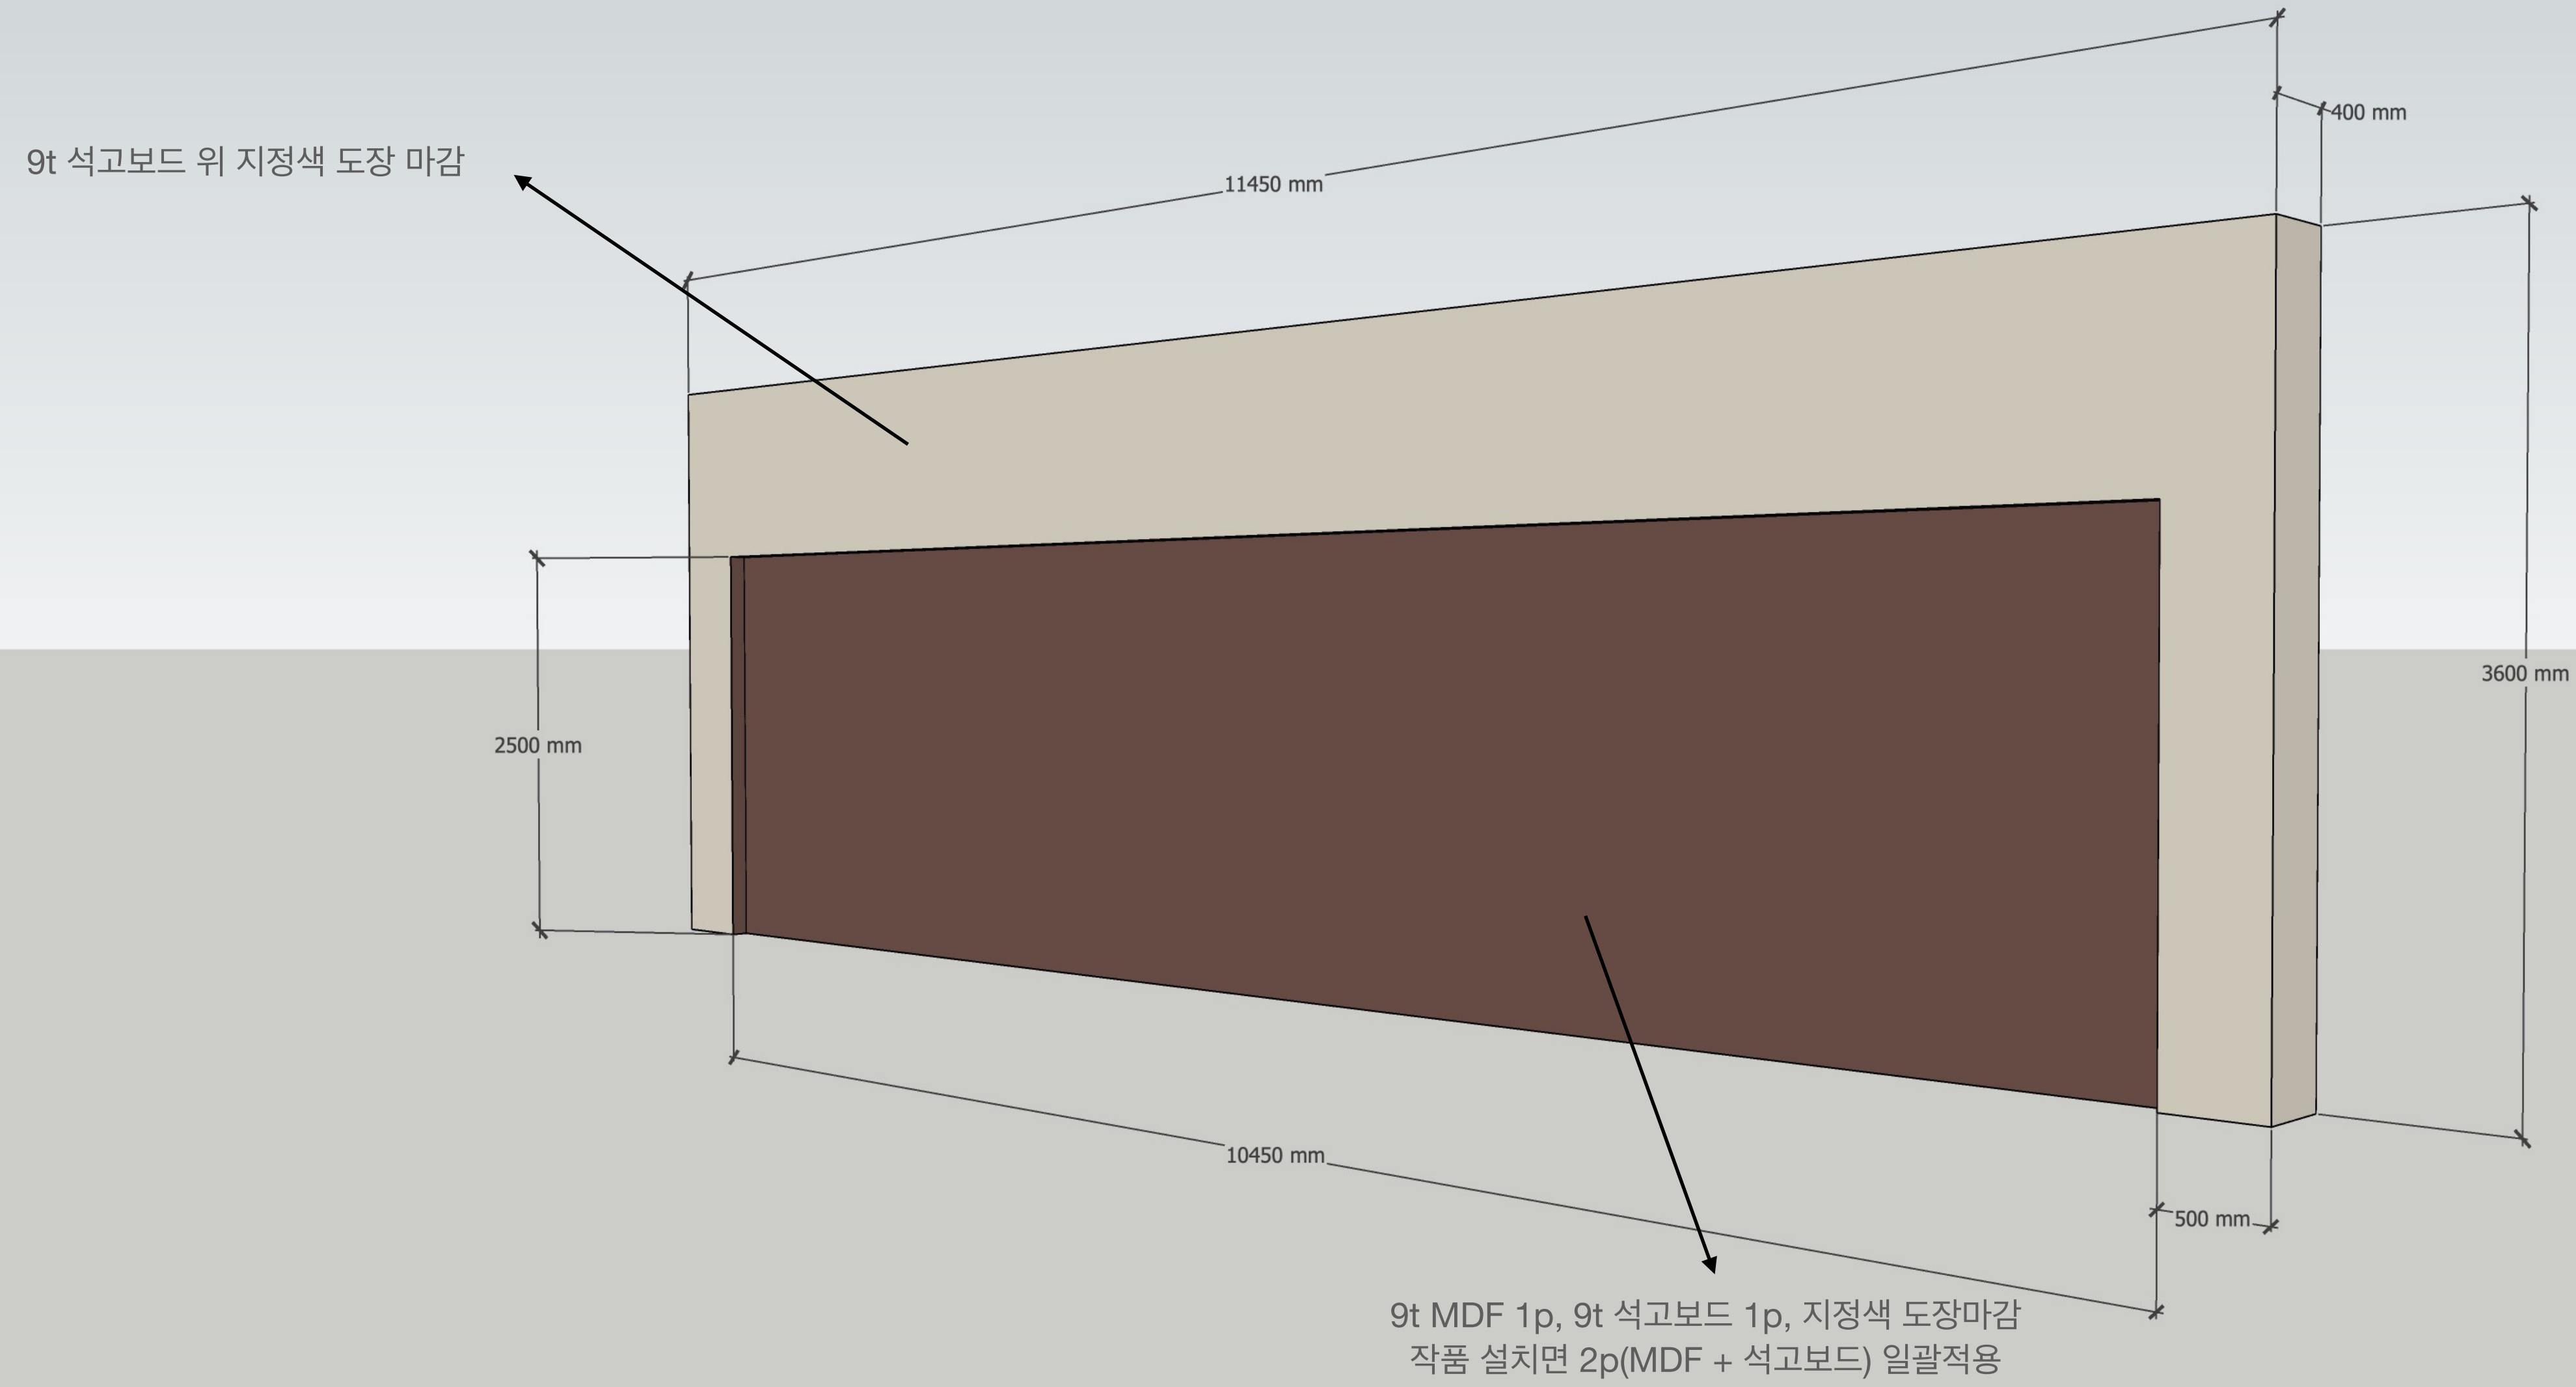 400 mm
9t 석고보드 위 지정색 도장 마감
11450 mm
3600 mm
2500 mm
10450 mm
500 mm
9t MDF 1p, 9t 석고보드 1p, 지정색 도장마감
작품 설치면 2p(MDF + 석고보드) 일괄적용